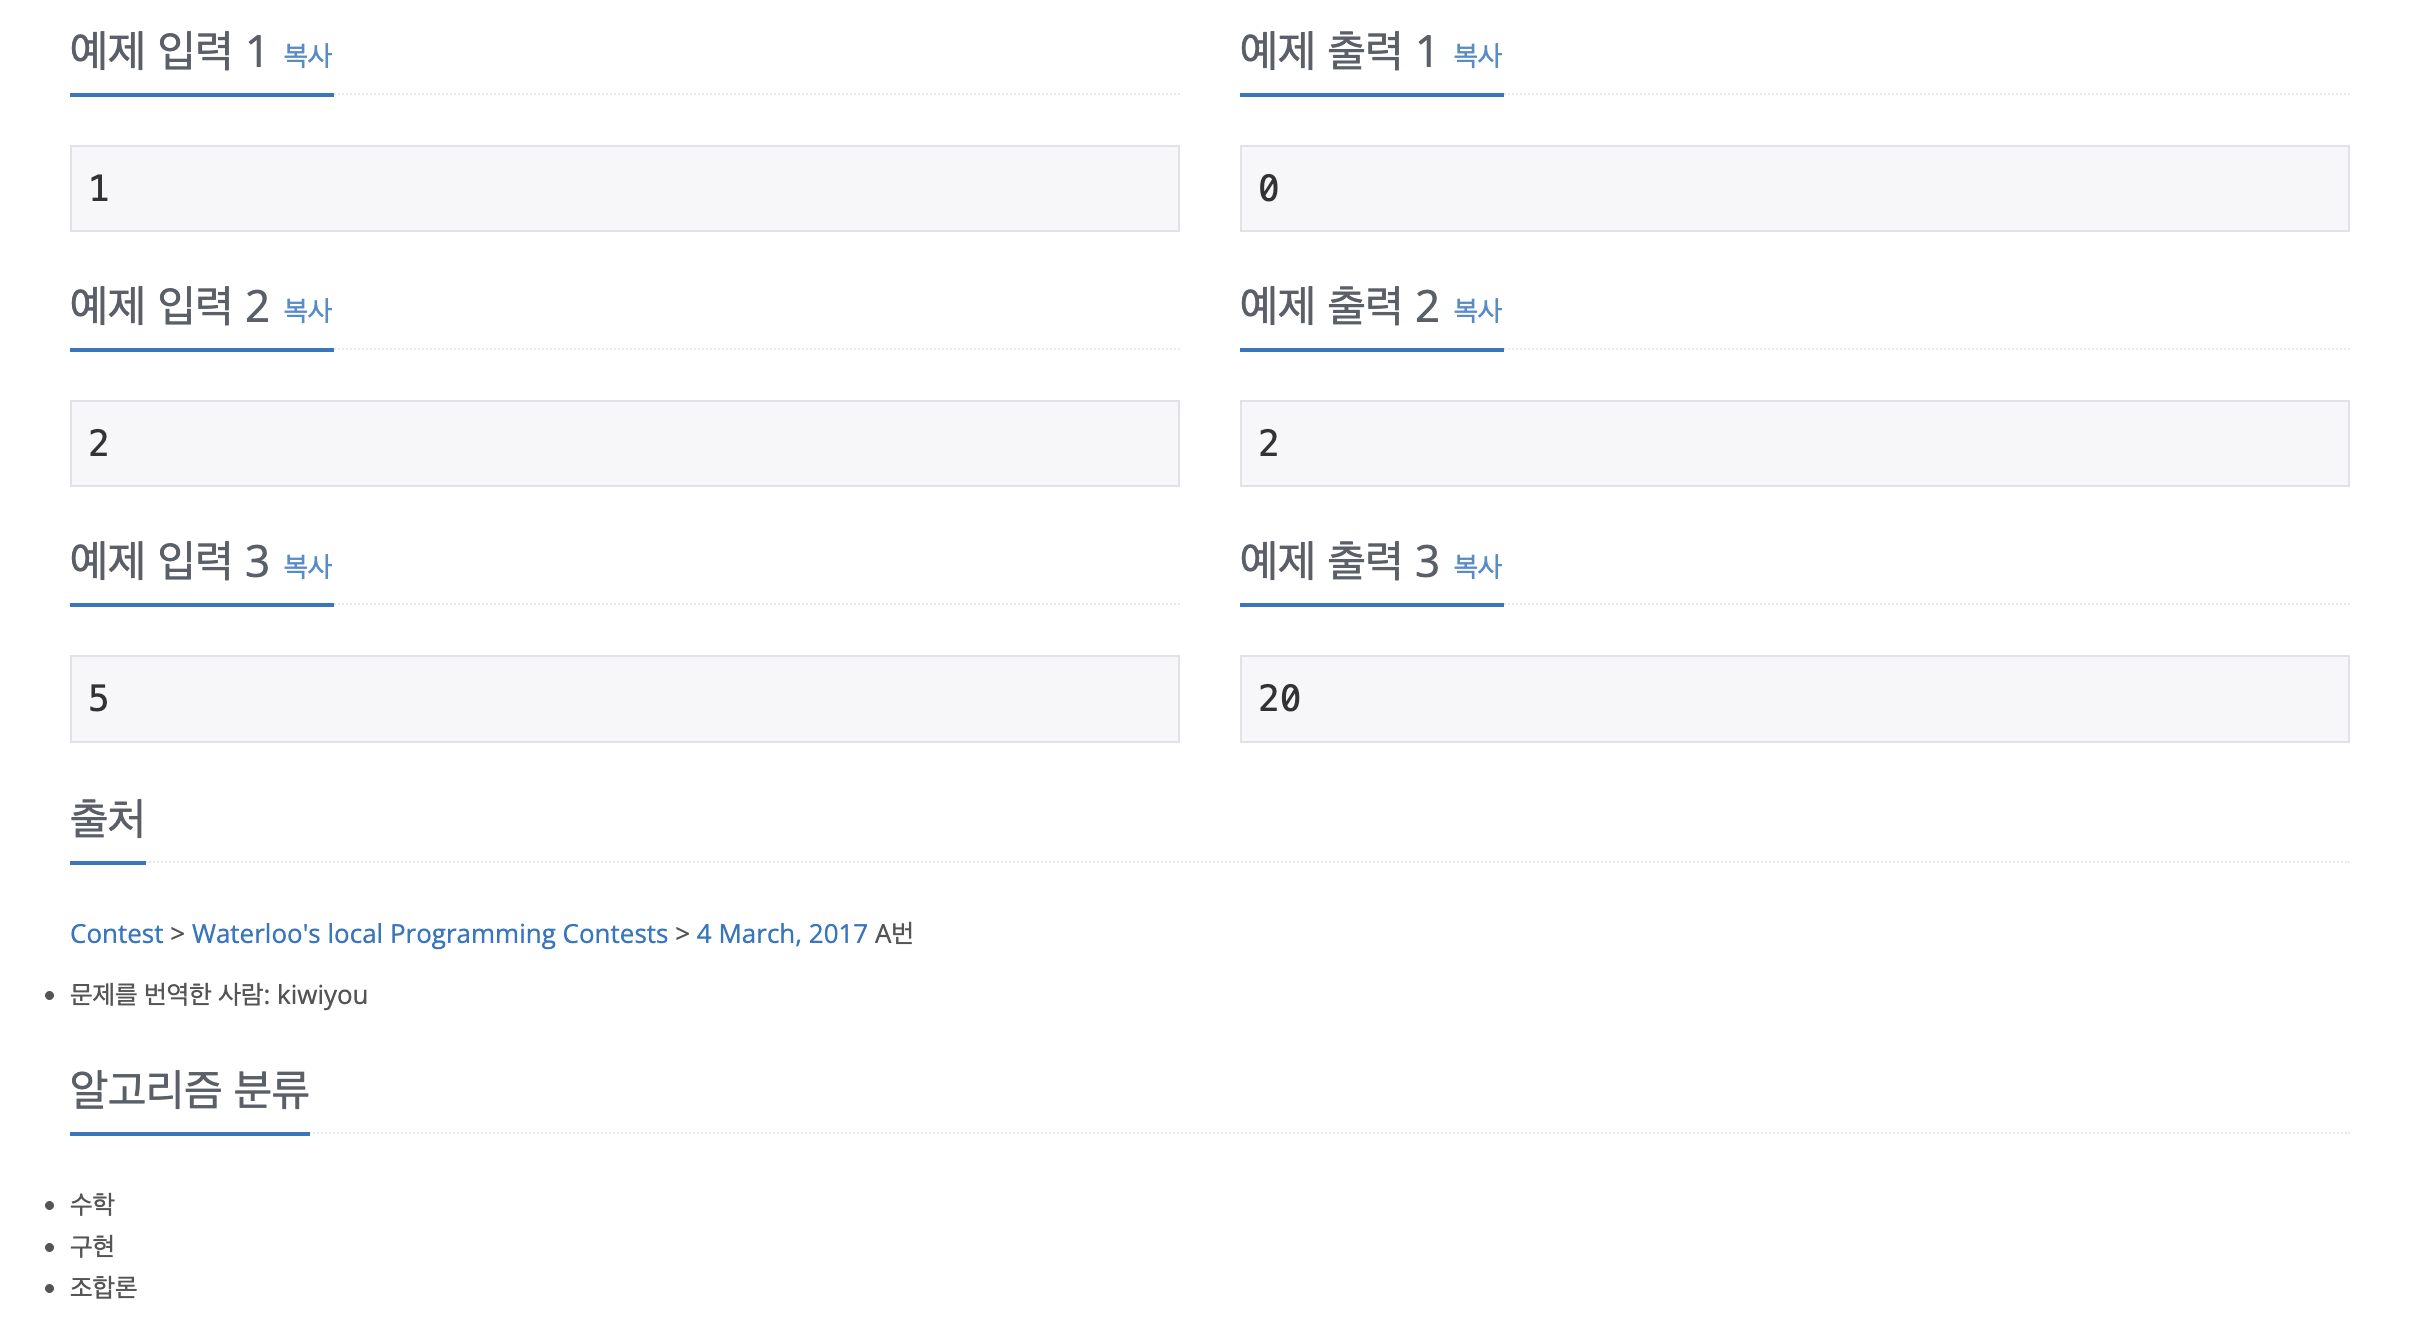 예제 입력 1 복사
예제 출력 1 복사
1
0
예제 입력 2 복사
예제 출력 2 복사
2
2
예제 입력 3 복사
예제 출력 3 복사
5
20
출처
Contest > Waterloo's local Programming Contests > 4 March, 2017 A번
문제를 번역한 사람: kiwiyou
알고리즘 분류
수학
구현
조합론